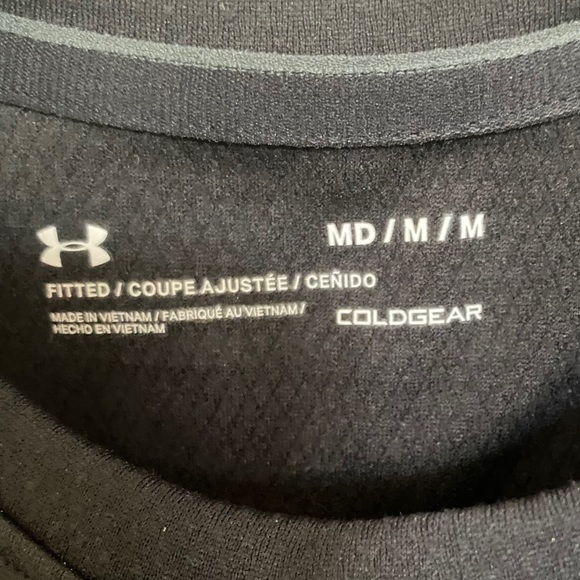 MD / M / M
FITTED / COUPE AJUSTÉE / CEÑIDO
MADE IN VIETNAM / FABRIQUÉ AU VIETNAM /
HECHO EN VIETNAM
COLDGEAR